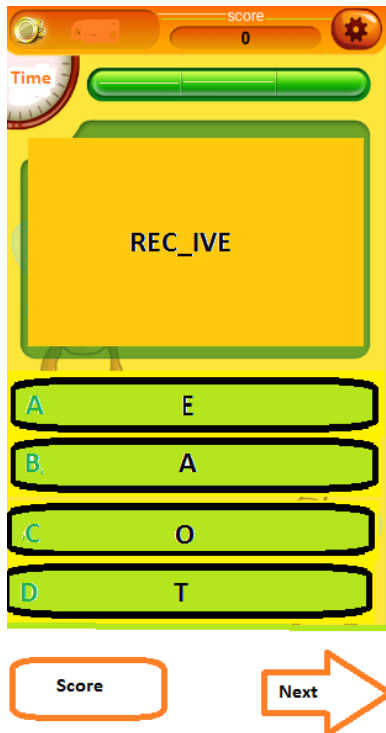 score
0
Time
REC_IVE
A E
B. A
C O
D T
Score
Next